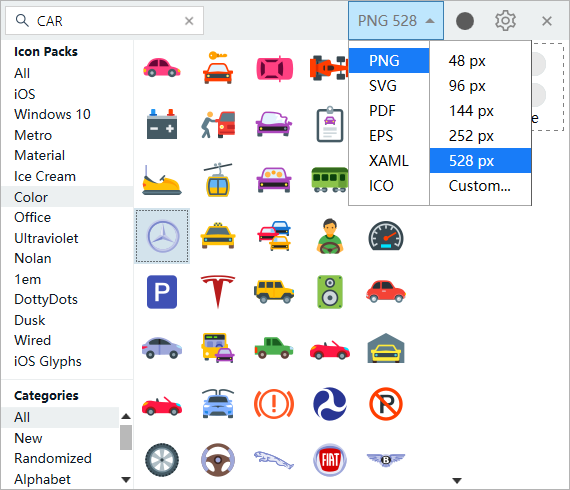 CAR
PNG 528
Icon Packs
All
iOS
Windows 10
Metro
Material
Ice Cream
Color
Office
Ultraviolet
Nolan
1em
DottyDots
Dusk
Wired
iOS Glyphs
Categories
All
New
Randomized
Alphabet
PNG
SVG
PDF
EPS
XAML
ICO
48 px
96 px
144 px
252 px
528 px
Custom...
e
P
P
FIAT
B